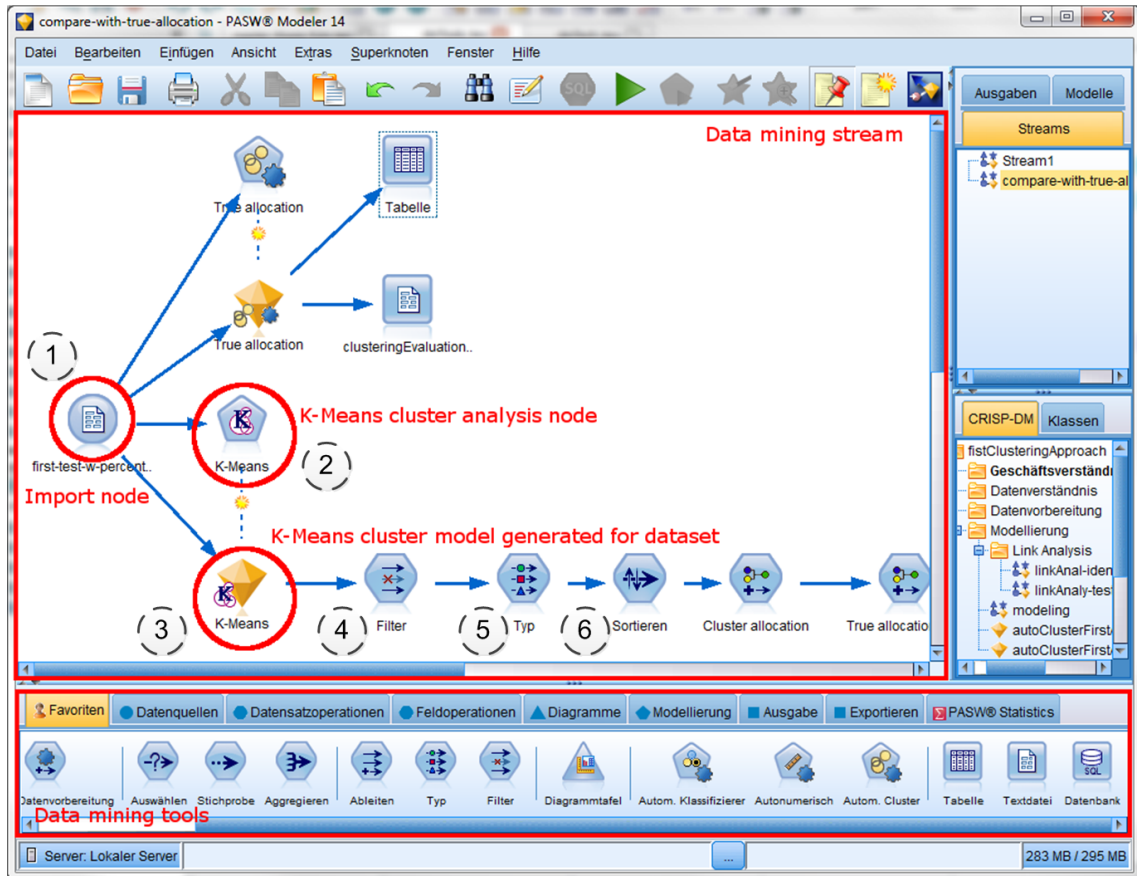 compare-with-true-allocation - PASW® Modeler 14
Datei Bearbeiten Einfügen Ansicht Extras Superknoten Fenster Hilfe
SQL
Ausgaben Modelle
Streams
Stream1
compare-with-true-al
Data mining stream
True allocation
Tabelle
True allocation
clusteringEvaluation..
1
K-Means cluster analysis node
first-test-w-percent..
K-Means
2
Import node
K-Means cluster model generated for dataset
3
K-Means
4
Filter
5
Typ
6
Sortieren
Cluster allocation
True allocatio
CRISP-DM Klassen
fistClusteringApproach
Geschäftsverständn
Datenverständnis
Datenvorbereitung
Modellierung
Link Analysis
linkAnal-iden
linkAnaly-tes
modeling
autoClusterFirst
autoClusterFirst
Favoriten Datenquellen Datensatzoperationen Feldoperationen Diagramme Modellierung Ausgabe Exportieren PASW® Statistics
SQL
Datenvorbereitung Auswählen Stichprobe Aggregieren Ableiten Typ Filter Diagrammtafel Autom. Klassifizierer Autonumerisch Autom. Cluster Tabelle Textdatei Datenbank
Data mining tools
Server: Lokaler Server
...
283 MB / 295 MB